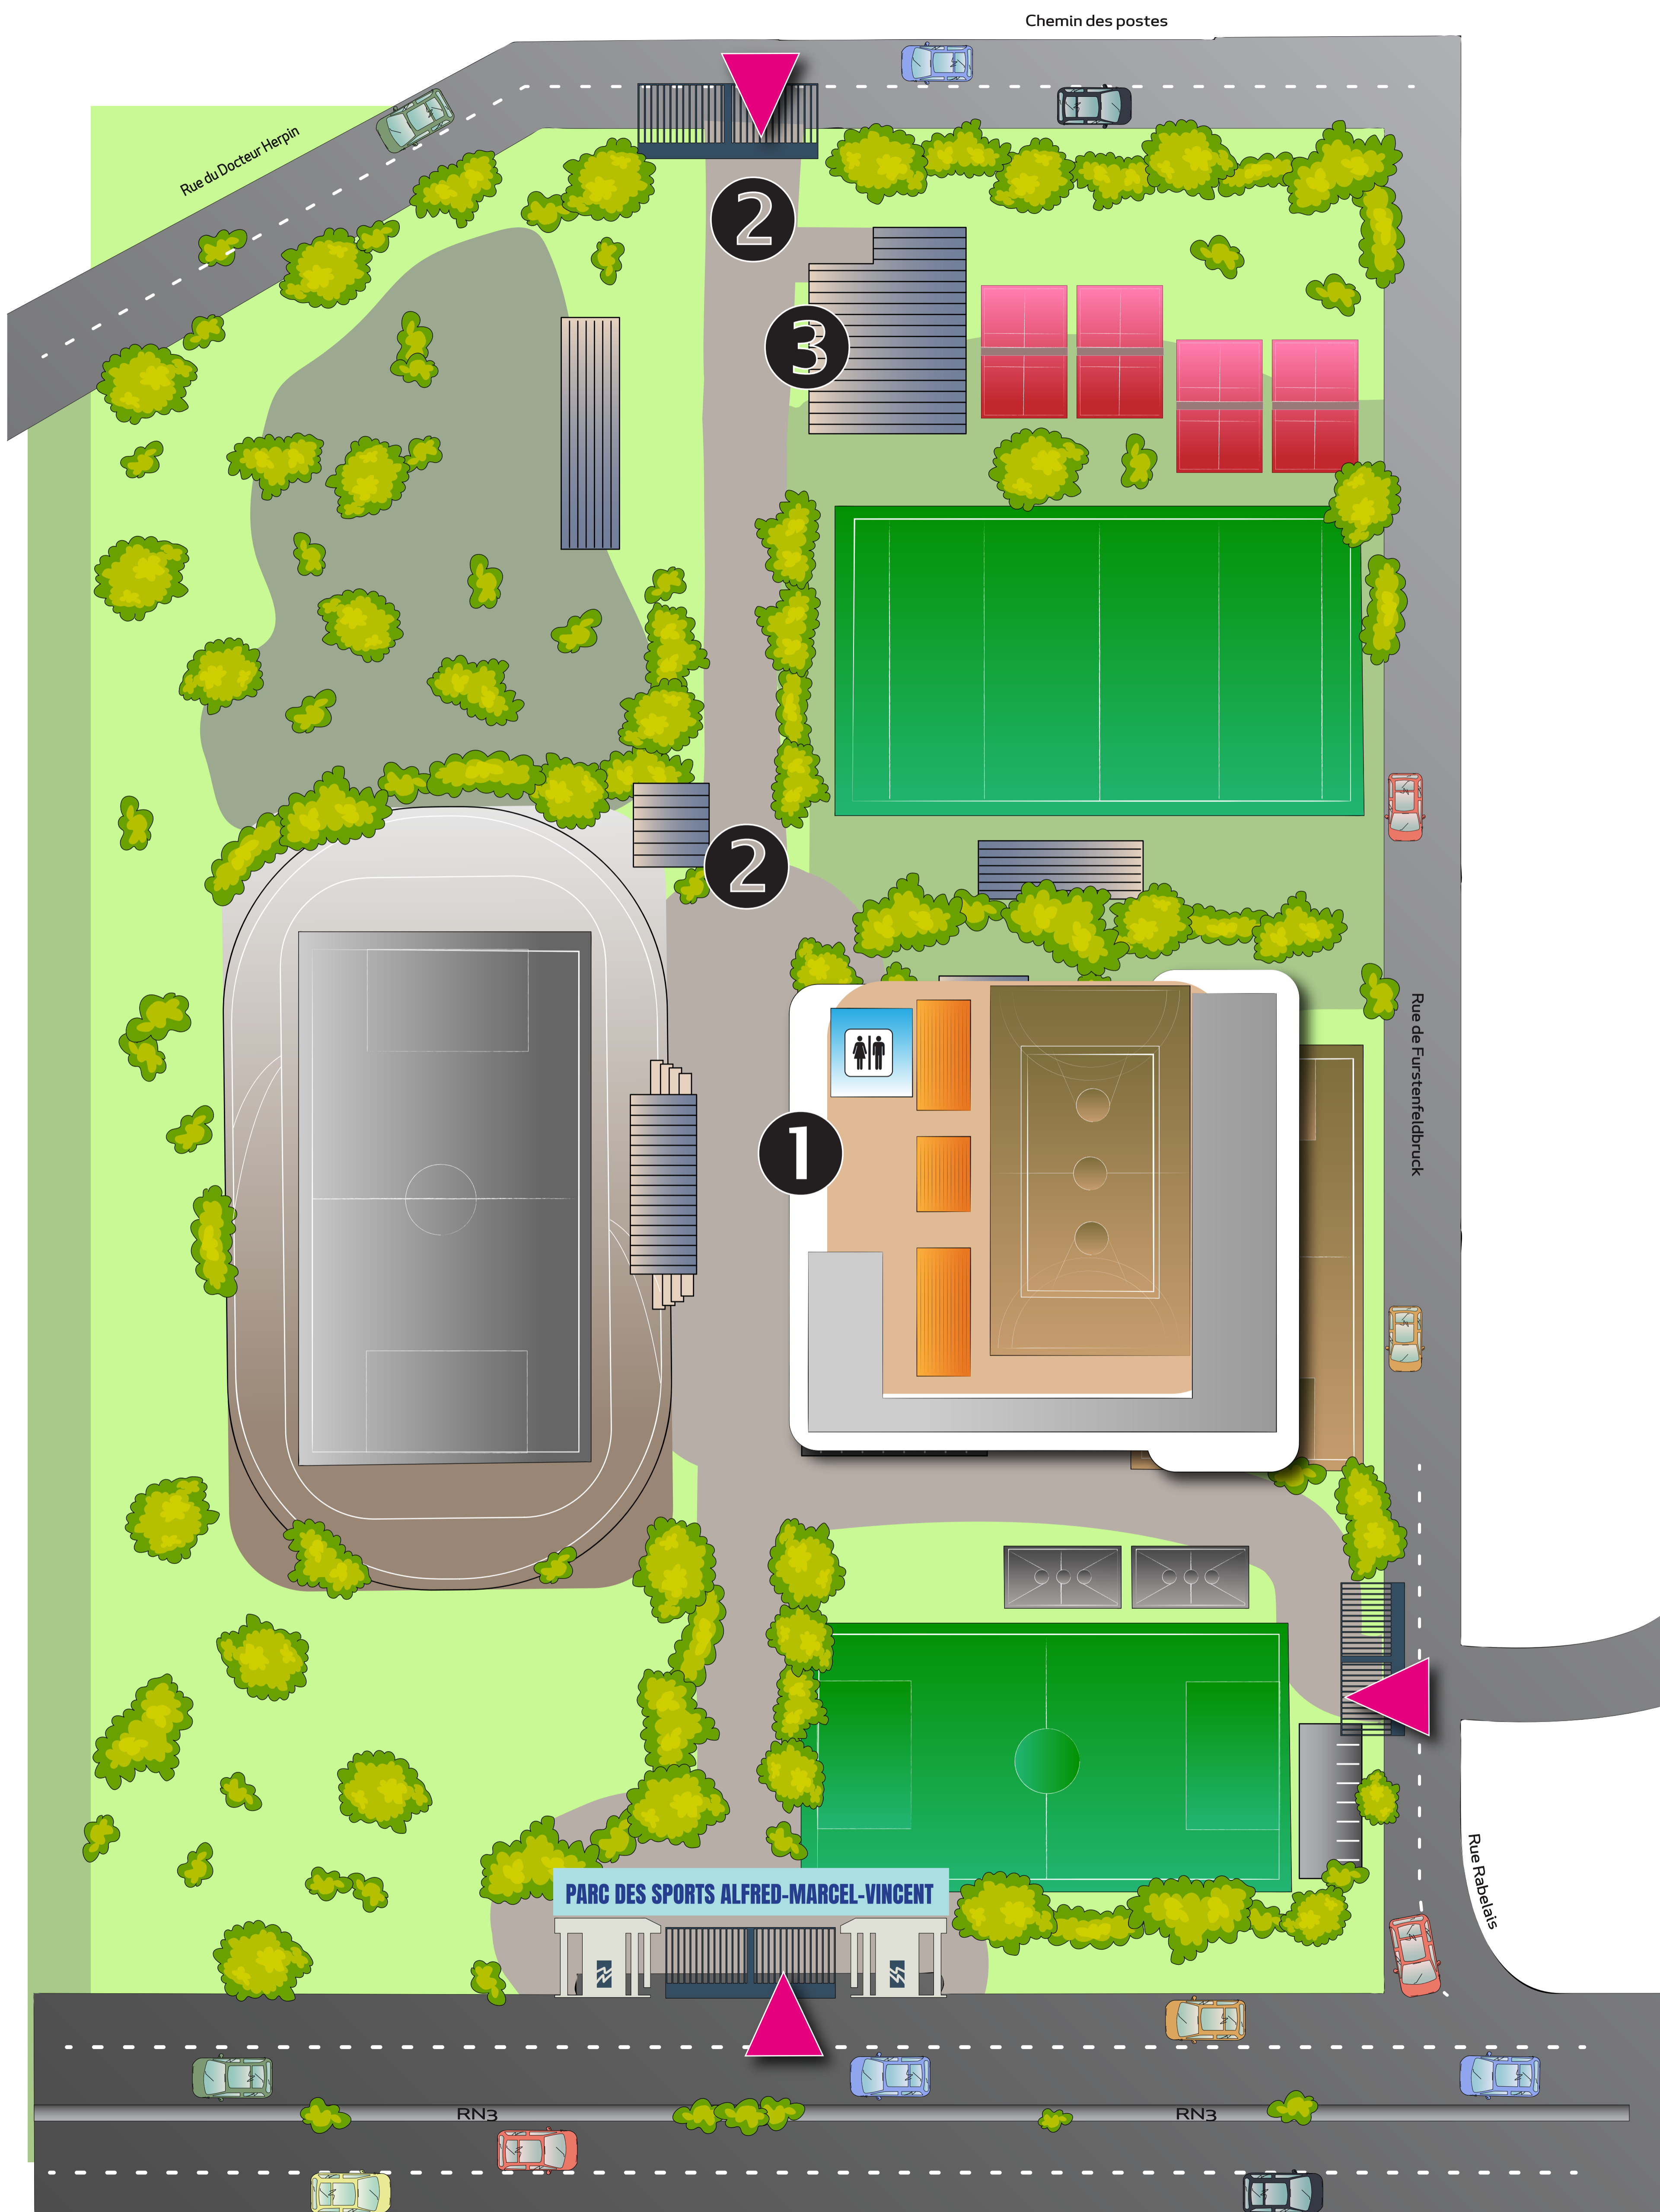 Chemin des postes
Rue du Docteur Herpin
2
3
2
Rue de Furstenfeldbruck
1
Rue Rabelais
PARC DES SPORTS ALFRED-MARCEL-VINCENT
RN3
RN3